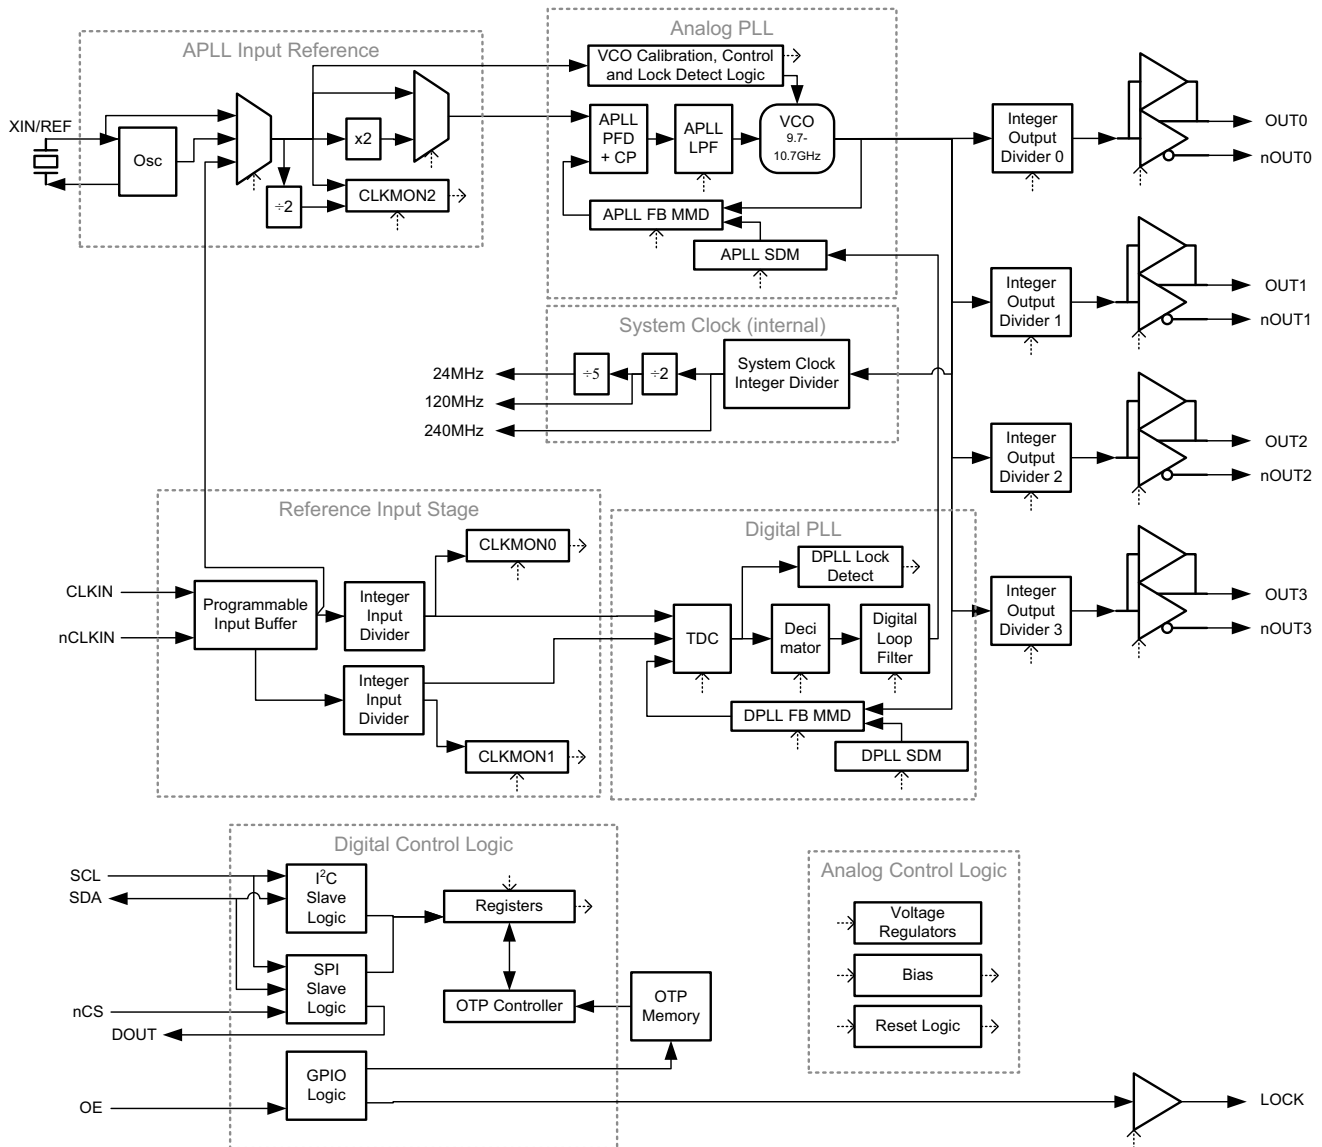 APLL Input Reference
XIN/REF
Osc
x2
÷2
CLKMON2
Analog PLL
VCO Calibration, Control
and Lock Detect Logic
APLL
PFD
+ CP
APLL
LPF
VCO
9.7-
10.7GHz
APLL FB MMD
APLL SDM
Integer
Output
Divider 0
OUT0
nOUT0
Integer
Output
Divider 1
OUT1
nOUT1
System Clock (internal)
24MHz
120MHz
240MHz
÷5
÷2
System Clock
Integer Divider
Integer
Output
Divider 2
OUT2
nOUT2
Reference Input Stage
CLKIN
nCLKIN
Programmable
Input Buffer
Integer
Input
Divider
Integer
Input
Divider
CLKMON0
CLKMON1
Digital PLL
DPLL Lock
Detect
TDC
Deci
mator
Digital
Loop
Filter
DPLL FB MMD
DPLL SDM
Integer
Output
Divider 3
OUT3
nOUT3
Digital Control Logic
SCL
SDA
I²C
Slave
Logic
Registers
SPI
Slave
Logic
nCS
DOUT
OTP Controller
OTP
Memory
GPIO
Logic
OE
Analog Control Logic
Voltage
Regulators
Bias
Reset Logic
LOCK